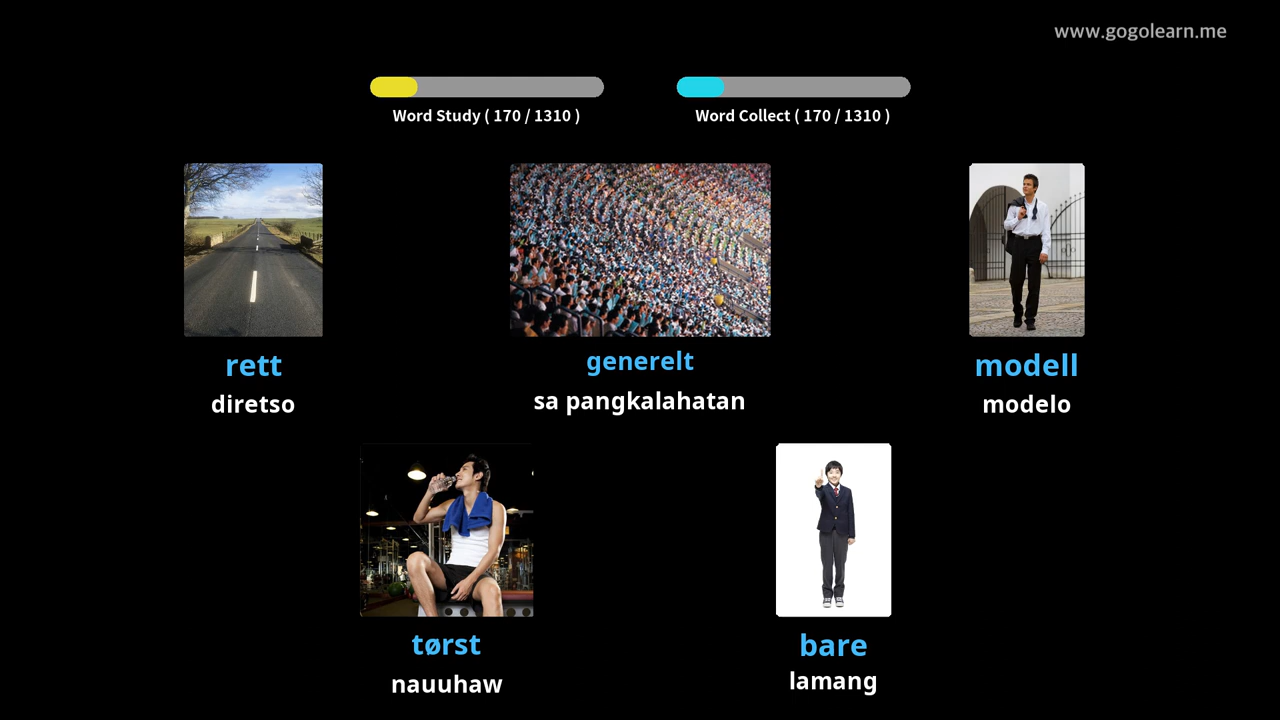 www.gogolearn.me
Word Study ( 170 / 1310 )
Word Collect ( 170 / 1310 )
rett
diretso
generelt
sa pangkalahatan
modell
modelo
tørst
nauuhaw
bare
lamang